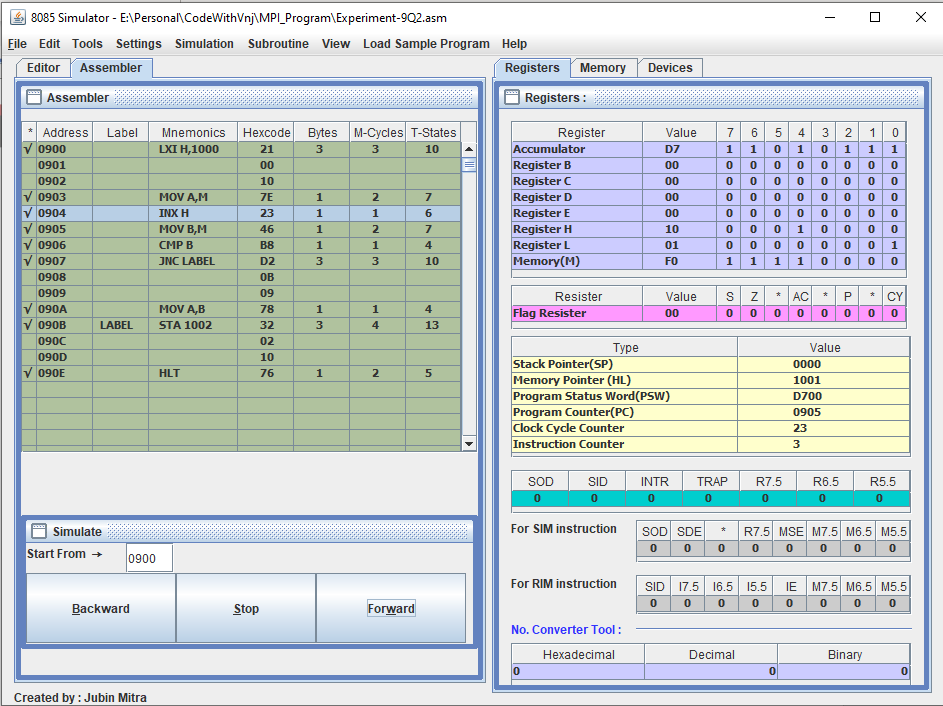 8085 Simulator - E:\Personal\CodeWithVnj\MPI_Program\Experiment-9Q2.asm
File Edit Tools Settings Simulation Subroutine View Load Sample Program Help
Editor Assembler
Assembler
* Address Label Mnemonics Hexcode Bytes M-Cycles T-States
√ 0900 LXI H,1000 21 3 3 10
0901 00
0902 10
√ 0903 MOV A,M 7E 1 2 7
√ 0904 INX H 23 1 1 6
√ 0905 MOV B,M 46 1 2 7
√ 0906 CMP B B8 1 1 4
√ 0907 JNC LABEL D2 3 3 10
0908 0B
0909 09
√ 090A MOV A,B 78 1 1 4
√ 090B LABEL STA 1002 32 3 4 13
090C 02
090D 10
√ 090E HLT 76 1 2 5
Simulate
Start From → 0900
Backward Stop Forward
Created by : Jubin Mitra
Registers Memory Devices
Registers :
Register Value 7 6 5 4 3 2 1 0
Accumulator D7 1 1 0 1 0 1 1 1
Register B 00 0 0 0 0 0 0 0 0
Register C 00 0 0 0 0 0 0 0 0
Register D 00 0 0 0 0 0 0 0 0
Register E 00 0 0 0 0 0 0 0 0
Register H 10 0 0 0 1 0 0 0 0
Register L 01 0 0 0 0 0 0 0 1
Memory(M) F0 1 1 1 1 0 0 0 0
Resister Value S Z * AC * P * CY
Flag Resister 00 0 0 0 0 0 0 0 0
Type Value
Stack Pointer(SP) 0000
Memory Pointer (HL) 1001
Program Status Word(PSW) D700
Program Counter(PC) 0905
Clock Cycle Counter 23
Instruction Counter 3
SOD SID INTR TRAP R7.5 R6.5 R5.5
0 0 0 0 0 0 0
For SIM instruction SOD SDE * R7.5 MSE M7.5 M6.5 M5.5
0 0 0 0 0 0 0 0
For RIM instruction SID I7.5 I6.5 I5.5 IE M7.5 M6.5 M5.5
0 0 0 0 0 0 0 0
No. Converter Tool :
Hexadecimal Decimal Binary
0 0 0